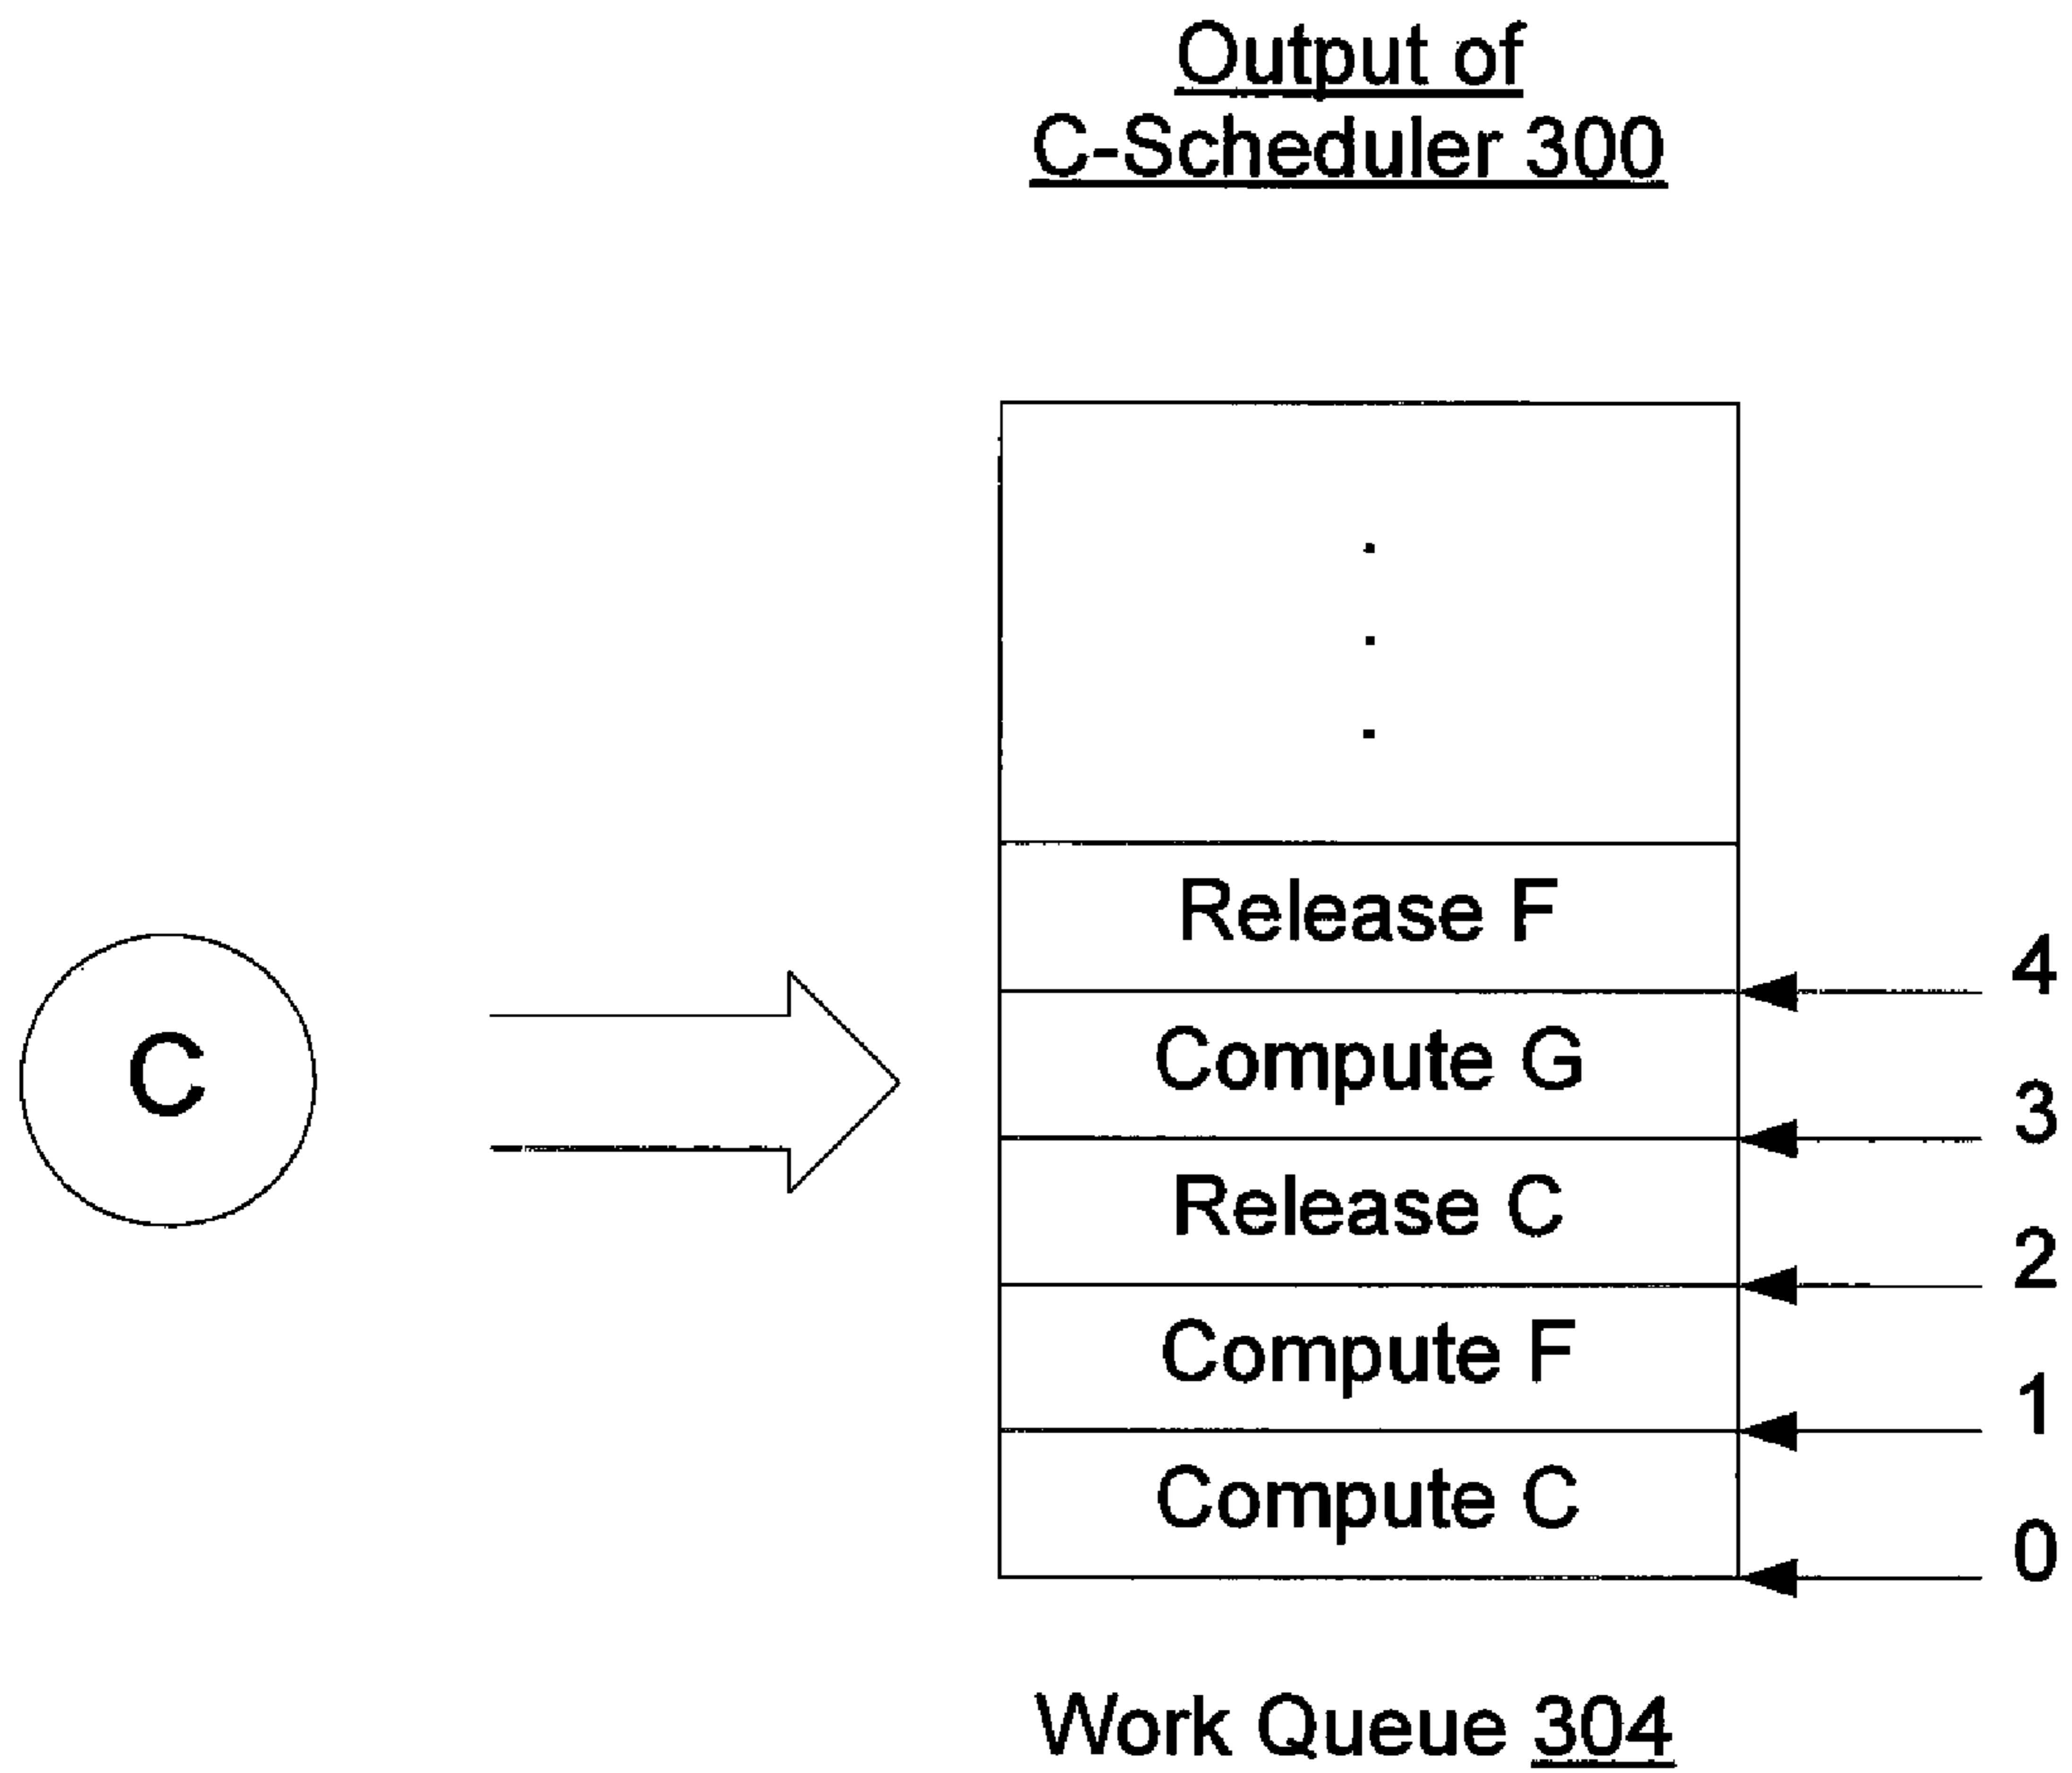 Output of
C-Scheduler 300
.
.
.
Release F
4
Compute G
C
3
Release C
2
Compute F
1
Compute C
0
Work Queue 304